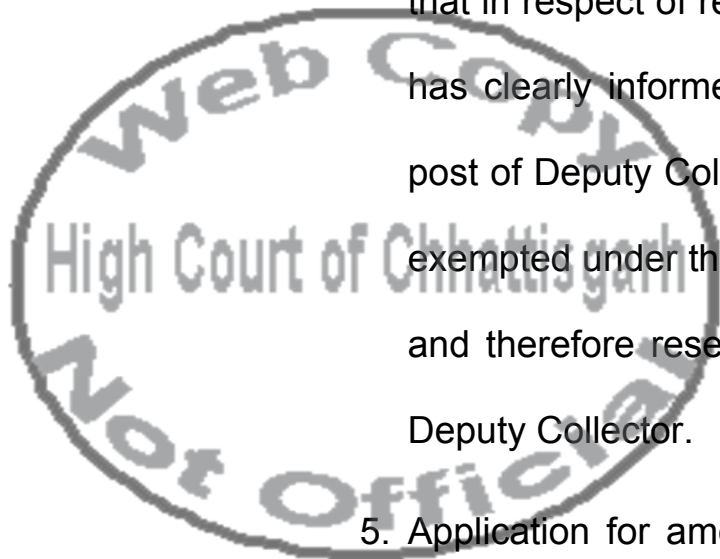 that in respect of re
has clearly informe
post of Deputy Col
exempted under th
and therefore rese
Deputy Collector.
5. Application for am
Web Copy
High Court of Chhattisgarh
Not Official